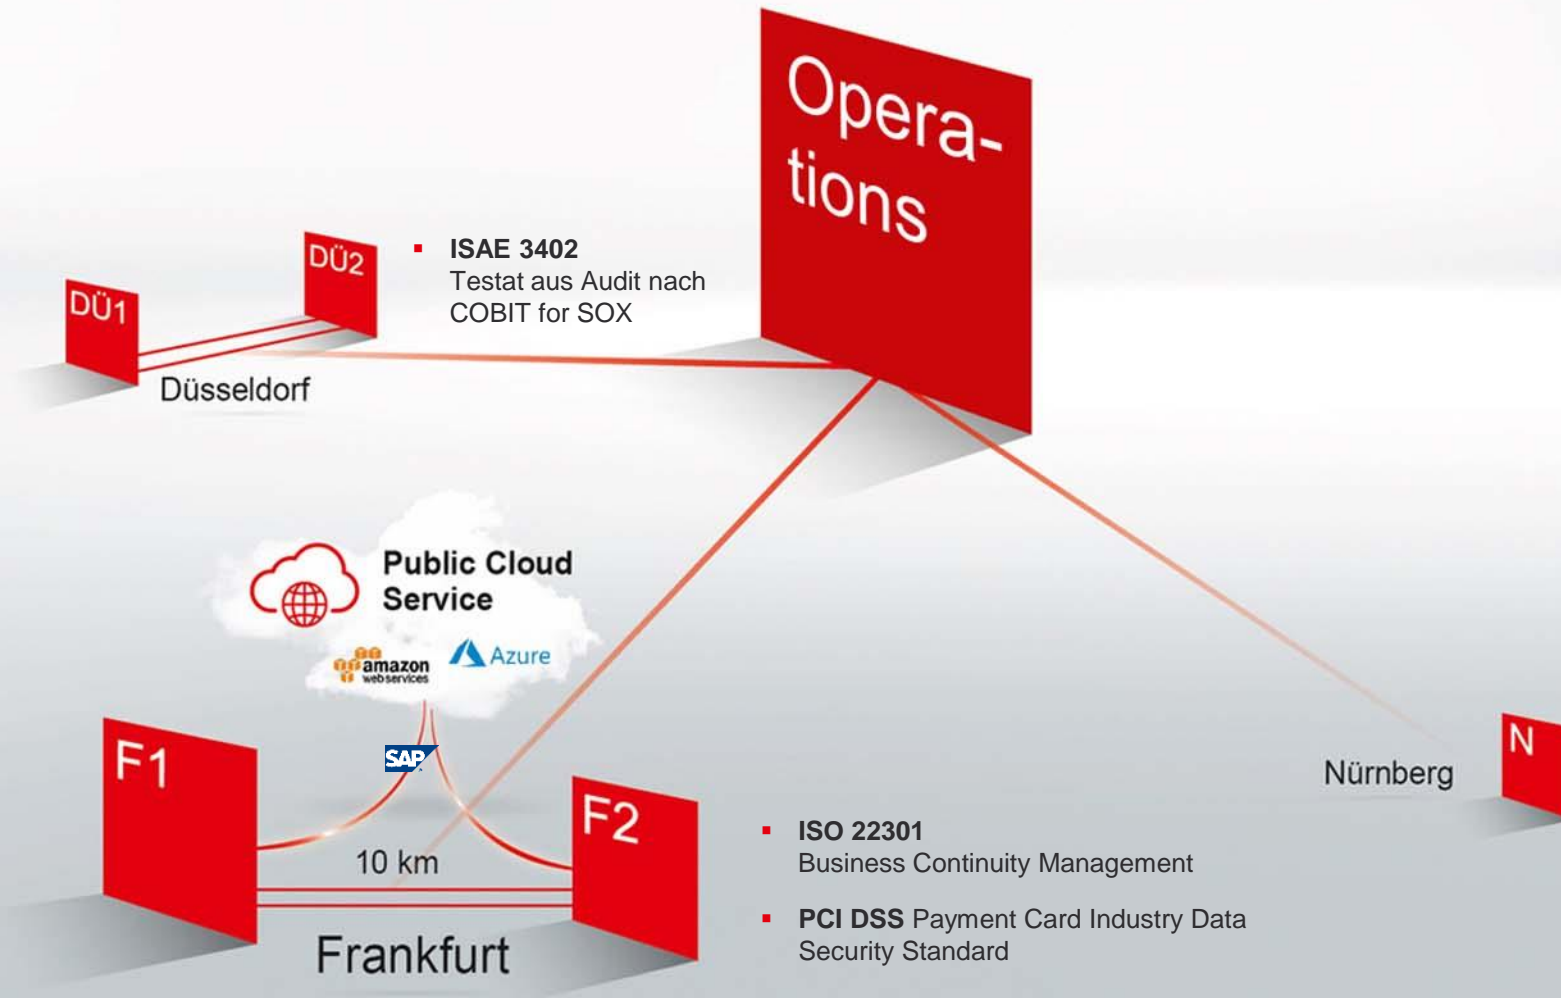 Opera-
tions
DÜ1
DÜ2
▪ ISAE 3402
Testat aus Audit nach
COBIT for SOX
Düsseldorf
Public Cloud
Service
amazon
webservices
Azure
SAP
F1
F2
10 km
Frankfurt
N
Nürnberg
▪ ISO 22301
Business Continuity Management
▪ PCI DSS Payment Card Industry Data
Security Standard